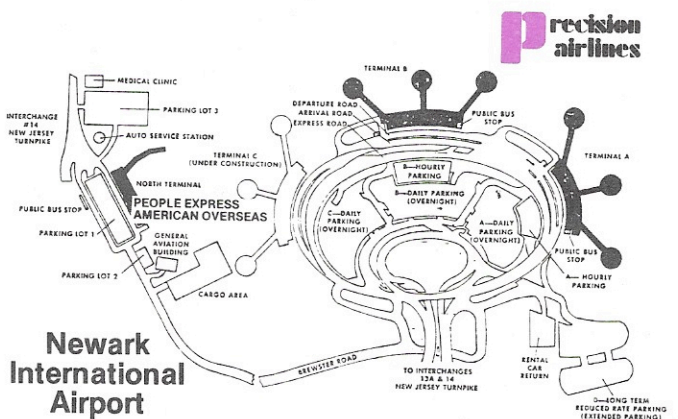 precision
airlines
MEDICAL CLINIC
PARKING LOT 3
INTERCHANGE
#14
NEW JERSEY
TURNPIKE
AUTO SERVICE STATION
NORTH TERMINAL
PEOPLE EXPRESS
AMERICAN OVERSEAS
PUBLIC BUS STOP
PARKING LOT 1
GENERAL
AVIATION
BUILDING
PARKING LOT 2
CARGO AREA
TERMINAL B
DEPARTURE ROAD
ARRIVAL ROAD
EXPRESS ROAD
PUBLIC BUS
STOP
TERMINAL C
(UNDER CONSTRUCTION)
B—HOURLY
PARKING
TERMINAL A
B—DAILY PARKING
(OVERNIGHT)
C—DAILY
PARKING
(OVERNIGHT)
A—DAILY
PARKING
(OVERNIGHT)
PUBLIC BUS
STOP
A—HOURLY
PARKING
BREWSTER ROAD
TO INTERCHANGES
13A & 14
NEW JERSEY TURNPIKE
RENTAL
CAR
RETURN
D—LONG TERM
REDUCED RATE PARKING
(EXTENDED PARKING)
Newark
International
Airport